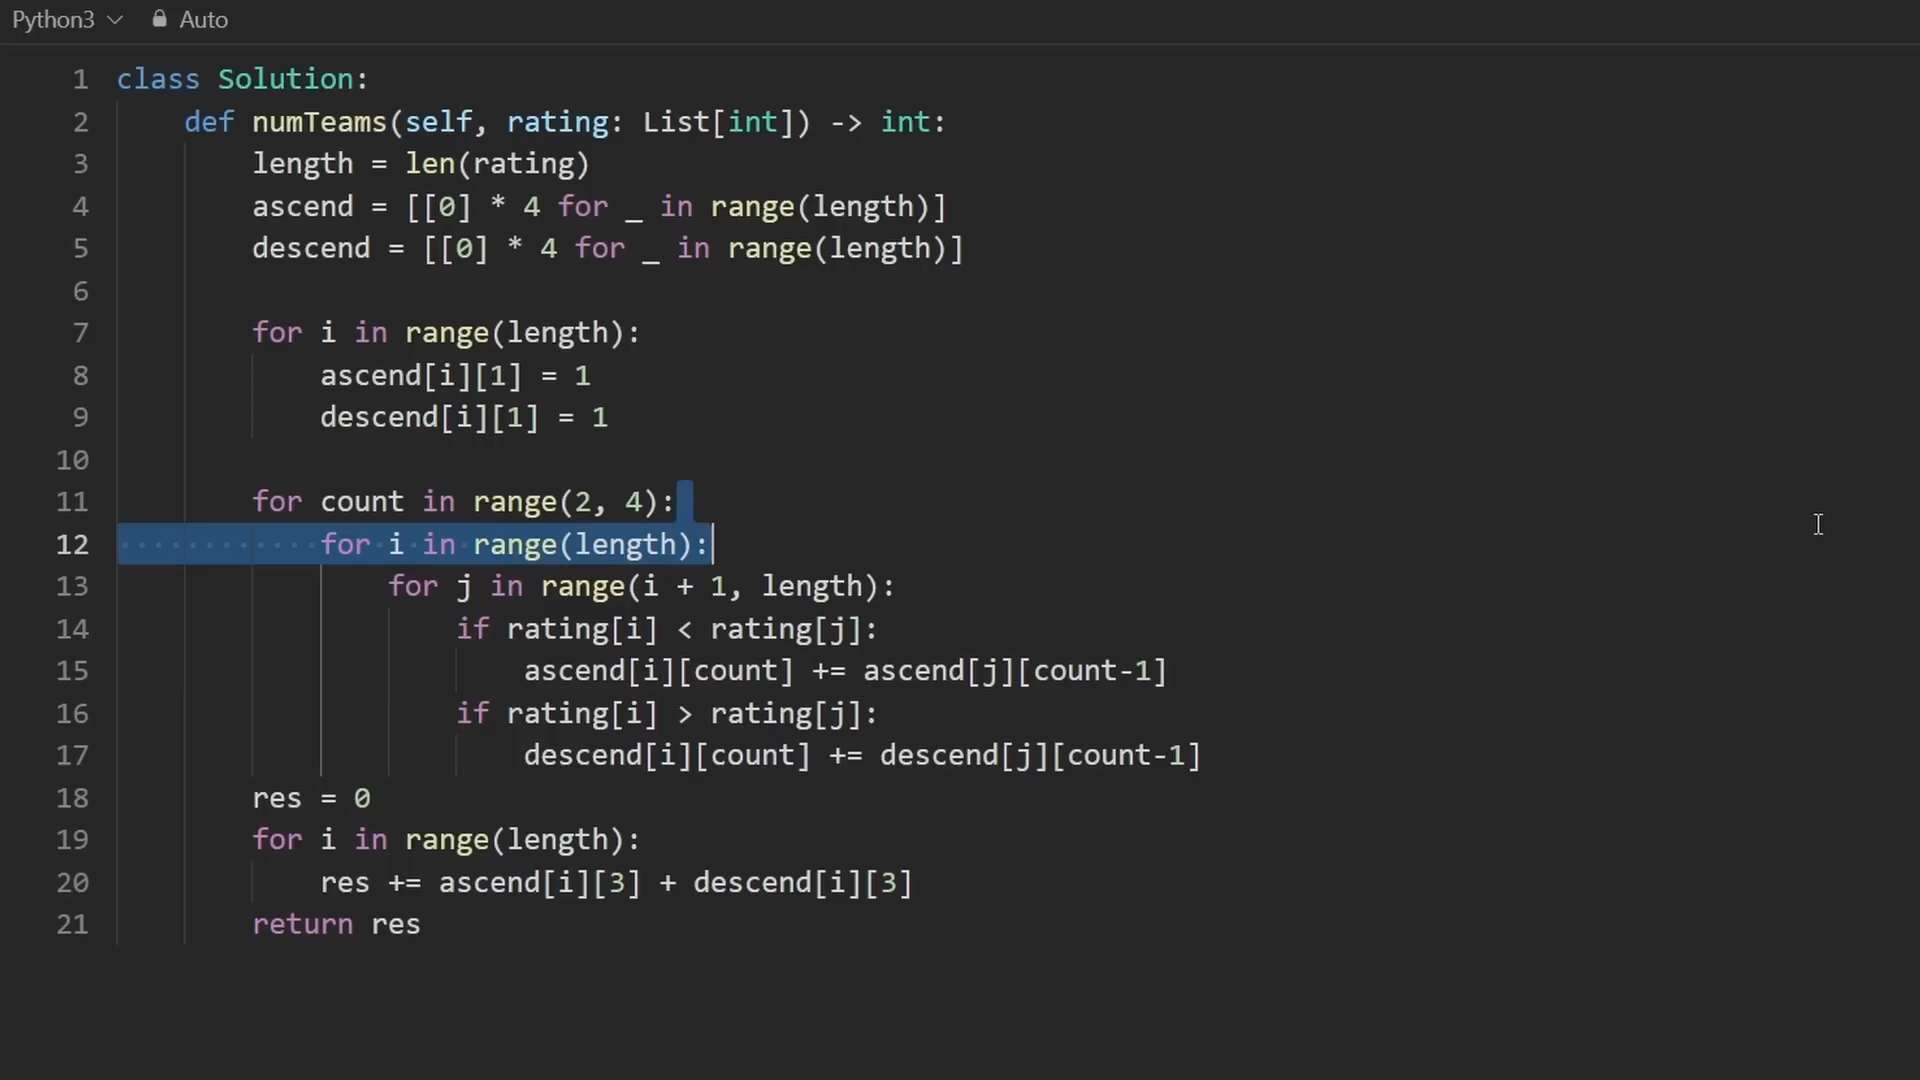 Python3 Auto
1 class Solution:
2 def numTeams(self, rating: List[int]) -> int:
3 length = len(rating)
4 ascend = [[0] * 4 for _ in range(length)]
5 descend = [[0] * 4 for _ in range(length)]
6
7 for i in range(length):
8 ascend[i][1] = 1
9 descend[i][1] = 1
10
11 for count in range(2, 4):
12 for i in range(length):
13 for j in range(i + 1, length):
14 if rating[i] < rating[j]:
15 ascend[i][count] += ascend[j][count-1]
16 if rating[i] > rating[j]:
17 descend[i][count] += descend[j][count-1]
18 res = 0
19 for i in range(length):
20 res += ascend[i][3] + descend[i][3]
21 return res